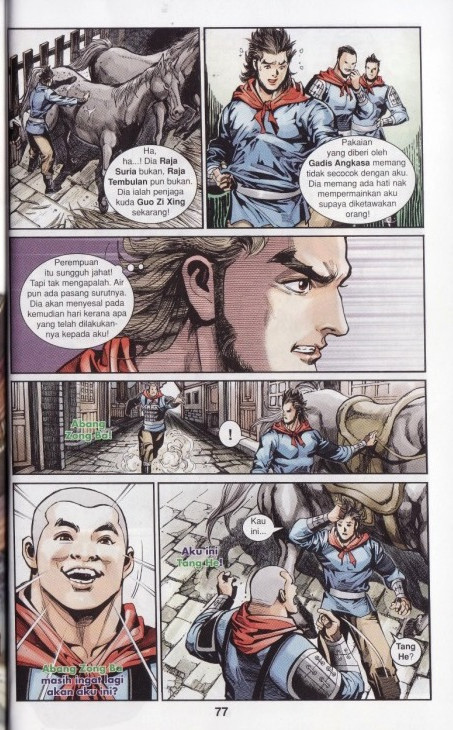 Ha,
ha...! Dia Raja
Suria bukan, Raja
Tembulan pun bukan.
Dia ialah penjaga
kuda Guo Zi Xing
sekarang!
Pakaian
yang diberi oleh
Gadis Angkasa memang
tidak secocok dengan aku.
Dia memang ada hati nak
mempermainkan aku
supaya diketawakan
orang!
Perempuan
itu sungguh jahat!
Tapi tak mengapalah. Air
pun ada pasang surutnya.
Dia akan menyesal pada
kemudian hari kerana apa
yang telah dilakukan-
nya kepada aku!
...
Abang
Zong Ba!
!
Abang Zong Ba
masih ingat lagi
akan aku ini?
Kau
ini...
Aku ini
Tang He!
Tang
He?
77